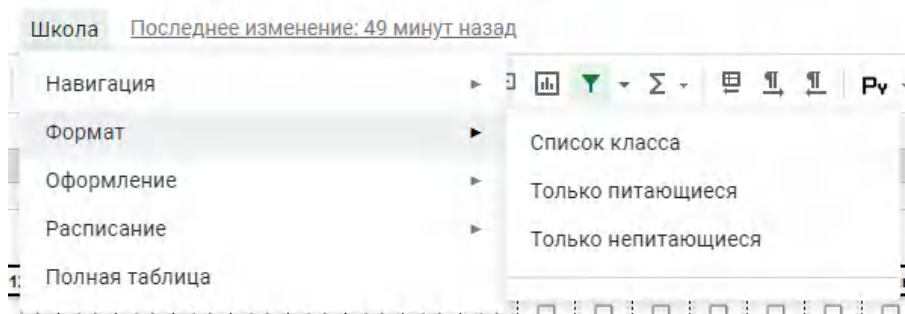 Школа Последнее изменение: 49 минут назад
Навигация
Формат
Оформление
Расписание
Полная таблица
Список класса
Только питающиеся
Только непитающиеся